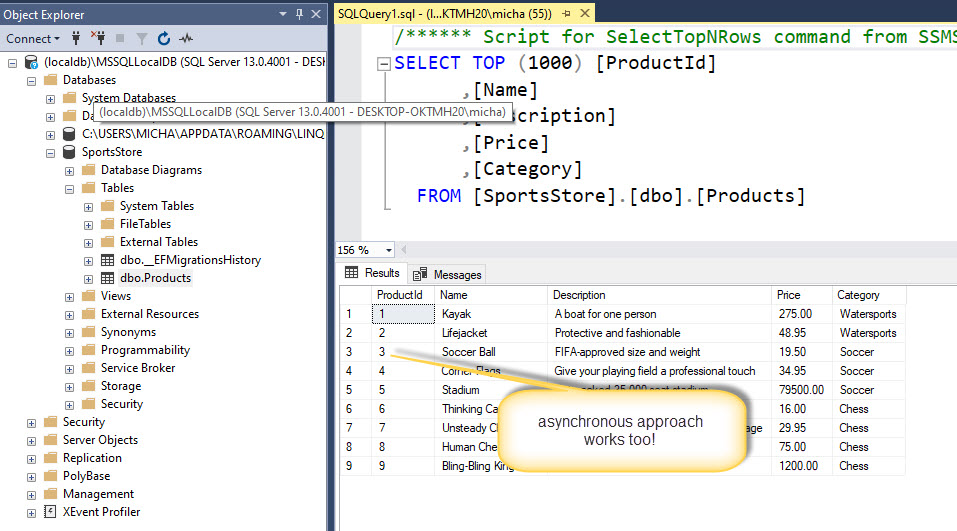 Object Explorer
Connect
(localdb)\MSSQLLocalDB (SQL Server 13.0.4001 - DESK
Databases
System Databases
(localdb)\MSSQLLocalDB (SQL Server 13.0.4001 - DESKTOP-OKTMH20\micha)
C:\USERS\MICHA\APPDATA\ROAMING\LINQ
SportsStore
Database Diagrams
Tables
System Tables
FileTables
External Tables
dbo.__EFMigrationsHistory
dbo.Products
Views
External Resources
Synonyms
Programmability
Service Broker
Storage
Security
Security
Server Objects
Replication
PolyBase
Management
XEvent Profiler
SQLQuery1.sql - (l...KTMH20\micha (55))
/****** Script for SelectTopNRows command from SSMS
SELECT TOP (1000) [ProductId]
,[Name]
scription]
,[Price]
,[Category]
FROM [SportsStore].[dbo].[Products]
156 %
Results Messages
ProductId Name Description Price Category
1 1 Kayak A boat for one person 275.00 Watersports
2 2 Lifejacket Protective and fashionable 48.95 Watersports
3 3 Soccer Ball FIFA-approved size and weight 19.50 Soccer
4 4 Corner Flags Give your playing field a professional touch 34.95 Soccer
5 5 Stadium 79500.00 Soccer
6 6 Thinking Ca 16.00 Chess
7 7 Unsteady C 29.95 Chess
8 8 Human Che 75.00 Chess
9 9 Bling-Bling King 1200.00 Chess
asynchronous approach
works too!